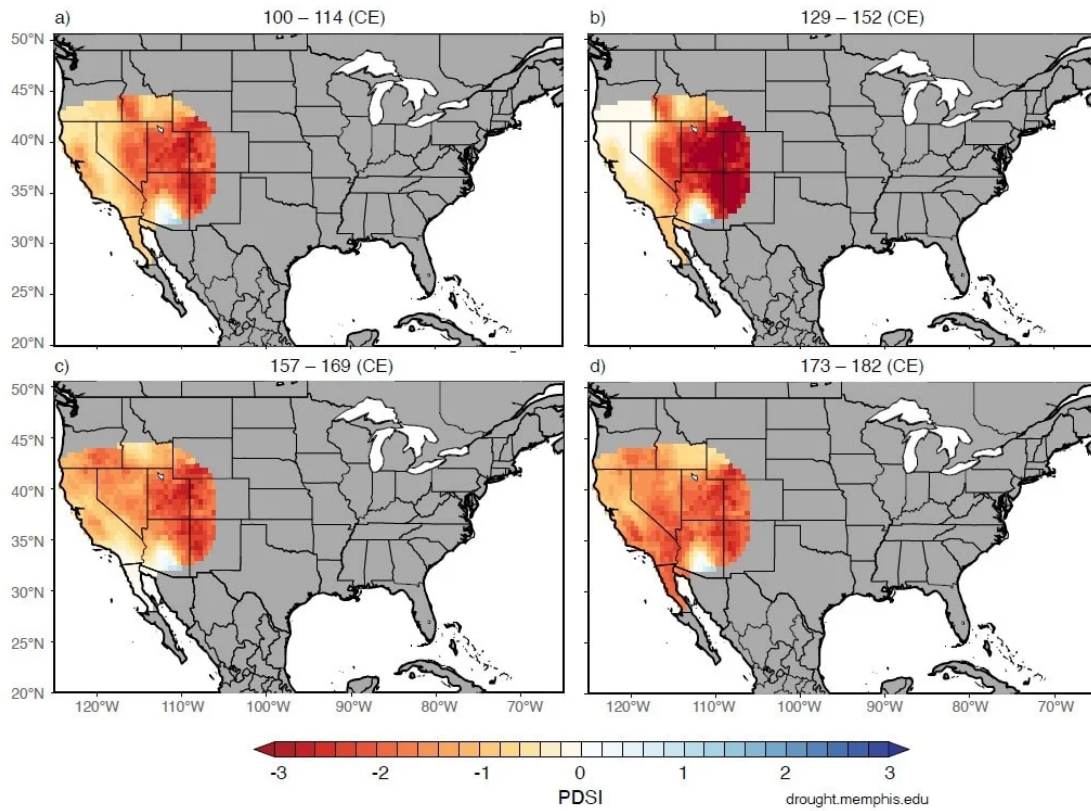 a) 100 – 114 (CE)
b) 129 – 152 (CE)
50°N
45°N
40°N
35°N
30°N
25°N
20°N
c) 157 – 169 (CE)
d) 173 – 182 (CE)
50°N
45°N
40°N
35°N
30°N
25°N
20°N
120°W 110°W 100°W 90°W 80°W 70°W
120°W 110°W 100°W 90°W 80°W 70°W
-3 -2 -1 0 1 2 3
PDSI
drought.memphis.edu